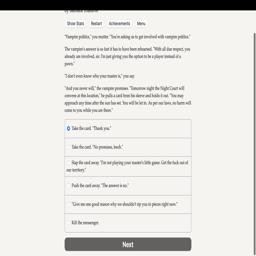 Show Stats Restart Achievements Menu
"Vampire politics," you mutter. "You're asking us to get involved with vampire politics."
The vampire's answer is so fast it has to have been rehearsed. "With all due respect, you
already are involved, sir. I'm just giving you the option to be a player instead of a
pawn."
"I don't even know who your master is," you say.
"And you never will," the vampire promises. "Tomorrow night the Night Court will
convene at this location," he pulls a card from his sleeve and holds it out. "You may
approach any time after the sun has set. You will be let in. As per our laws, no harm will
come to you while you are there."
Take the card. "Thank you."
Take the card. "No promises, leech."
Slap the card away. "I'm not playing your master's little game. Get the fuck out of
our territory."
Push the card away. "The answer is no."
"Give me one good reason why we shouldn't rip you to pieces right now."
Kill the messenger.
Next